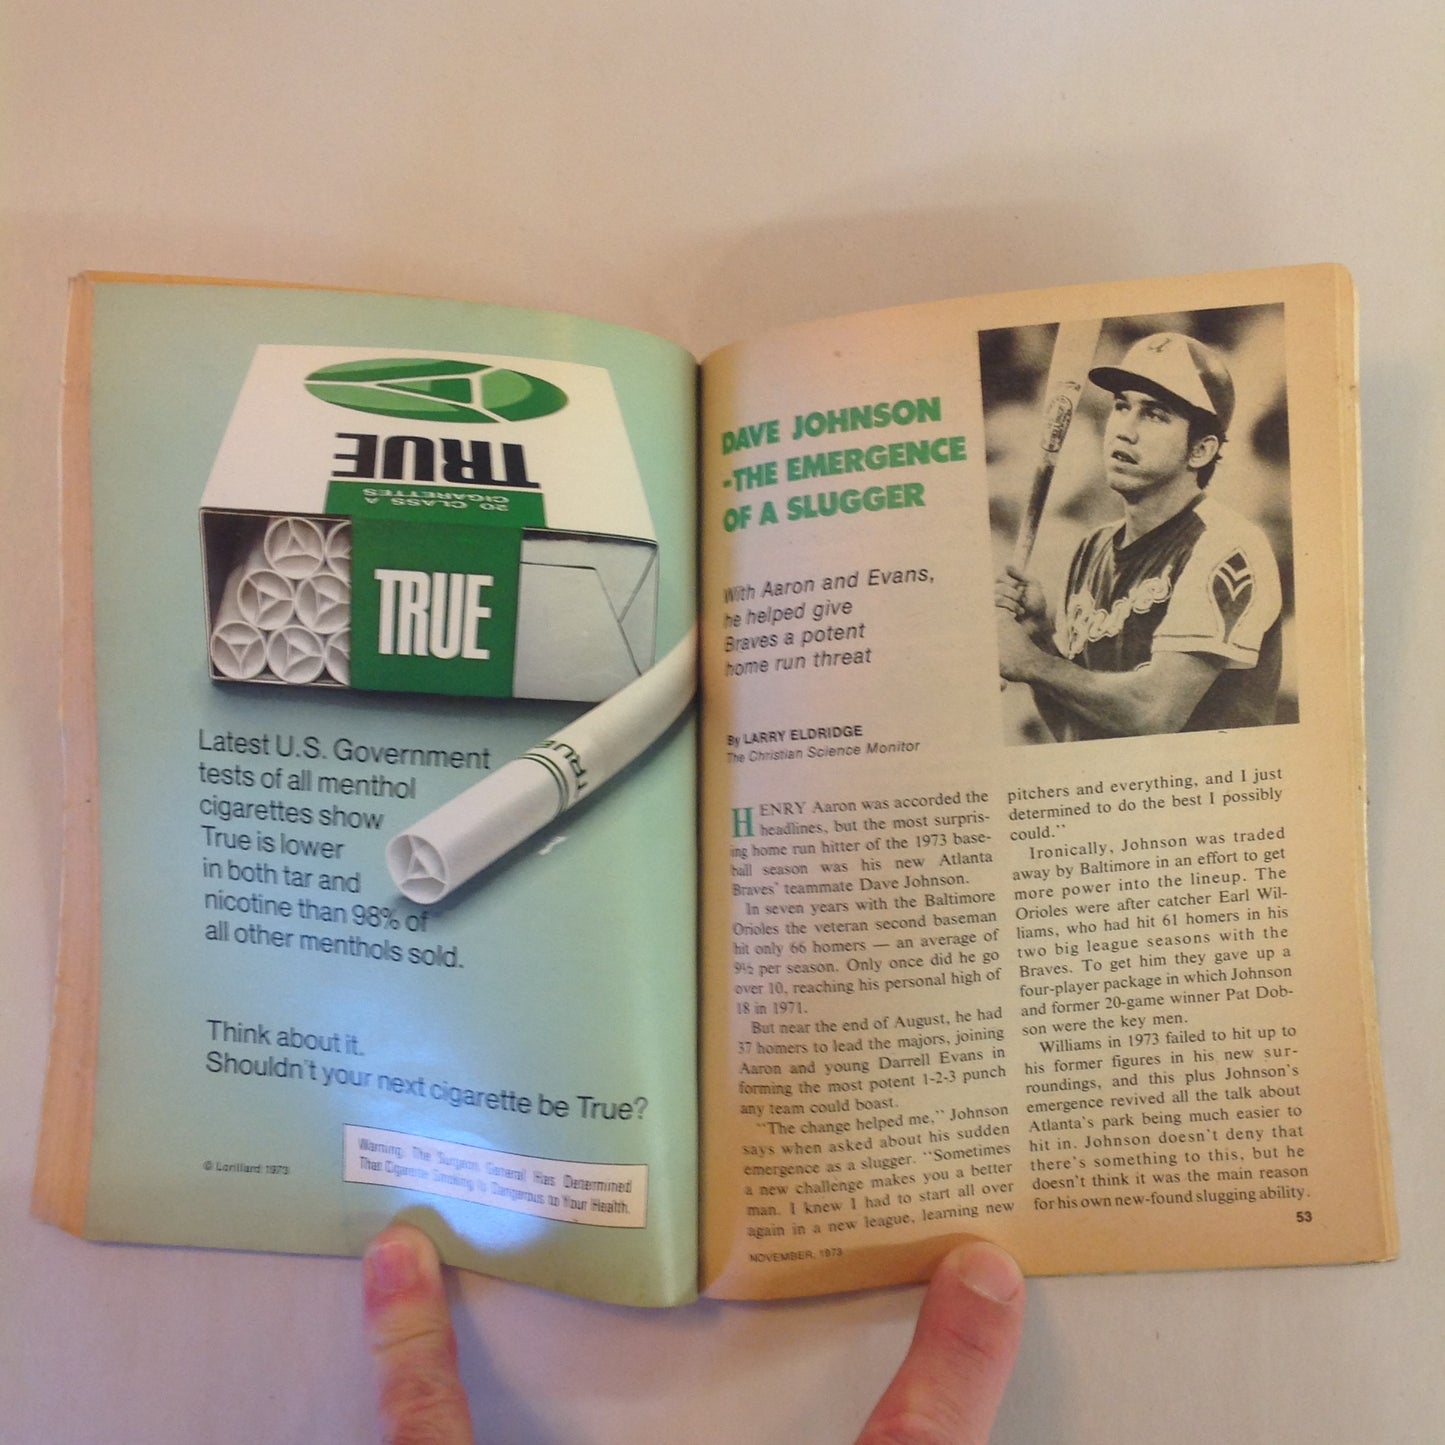 TRUE
20 CLASS A
CIGARETTES
TRUE
TRUE
Latest U.S. Government
tests of all menthol
cigarettes show
True is lower
in both tar and
nicotine than 98% of
all other menthols sold.
Think about it.
Shouldn't your next cigarette be True?
© Lorillard 1973
Warning: The Surgeon General Has Determined
That Cigarette Smoking Is Dangerous to Your Health.
DAVE JOHNSON
-THE EMERGENCE
OF A SLUGGER
With Aaron and Evans,
he helped give
Braves a potent
home run threat
By LARRY ELDRIDGE
The Christian Science Monitor
A
Braves
HENRY Aaron was accorded the
headlines, but the most surpris-
ing home run hitter of the 1973 base-
ball season was his new Atlanta
Braves' teammate Dave Johnson.
In seven years with the Baltimore
Orioles the veteran second baseman
hit only 66 homers — an average of
9½ per season. Only once did he go
over 10, reaching his personal high of
18 in 1971.
But near the end of August, he had
37 homers to lead the majors, joining
Aaron and young Darrell Evans in
forming the most potent 1-2-3 punch
any team could boast.
"The change helped me," Johnson
says when asked about his sudden
emergence as a slugger. "Sometimes
a new challenge makes you a better
man. I knew I had to start all over
again in a new league, learning new
pitchers and everything, and I just
determined to do the best I possibly
could."
Ironically, Johnson was traded
away by Baltimore in an effort to get
more power into the lineup. The
Orioles were after catcher Earl Wil-
liams, who had hit 61 homers in his
two big league seasons with the
Braves. To get him they gave up a
four-player package in which Johnson
and former 20-game winner Pat Dob-
son were the key men.
Williams in 1973 failed to hit up to
his former figures in his new sur-
roundings, and this plus Johnson's
emergence revived all the talk about
Atlanta's park being much easier to
hit in. Johnson doesn't deny that
there's something to this, but he
doesn't think it was the main reason
for his own new-found slugging ability.
NOVEMBER, 1973
53